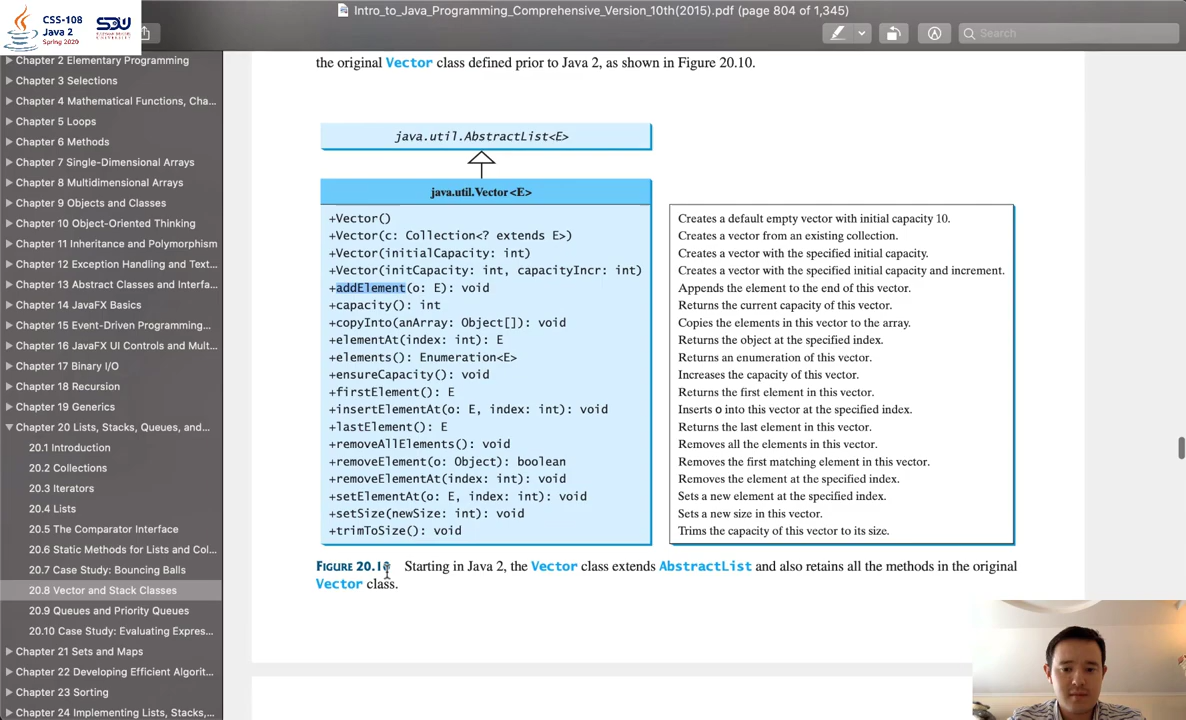 Intro_to_Java_Programming_Comprehensive_Version_10th(2015).pdf (page 804 of 1,345)
CSS-108
Java 2
Spring 2020
SDU
Java
Search
Chapter 2 Elementary Programming
Chapter 3 Selections
Chapter 4 Mathematical Functions, Cha...
Chapter 5 Loops
Chapter 6 Methods
Chapter 7 Single-Dimensional Arrays
Chapter 8 Multidimensional Arrays
Chapter 9 Objects and Classes
Chapter 10 Object-Oriented Thinking
Chapter 11 Inheritance and Polymorphism
Chapter 12 Exception Handling and Text...
Chapter 13 Abstract Classes and Interfa...
Chapter 14 JavaFX Basics
Chapter 15 Event-Driven Programming...
Chapter 16 JavaFX UI Controls and Mult...
Chapter 17 Binary I/O
Chapter 18 Recursion
Chapter 19 Generics
Chapter 20 Lists, Stacks, Queues, and...
20.1 Introduction
20.2 Collections
20.3 Iterators
20.4 Lists
20.5 The Comparator Interface
20.6 Static Methods for Lists and Col...
20.7 Case Study: Bouncing Balls
20.8 Vector and Stack Classes
20.9 Queues and Priority Queues
20.10 Case Study: Evaluating Expres...
Chapter 21 Sets and Maps
Chapter 22 Developing Efficient Algorit...
Chapter 23 Sorting
Chapter 24 Implementing Lists, Stacks,...
the original Vector class defined prior to Java 2, as shown in Figure 20.10.
java.util.AbstractList<E>
java.util.Vector<E>
+Vector()
+Vector(c: Collection<? extends E>)
+Vector(initialCapacity: int)
+Vector(initCapacity: int, capacityIncr: int)
+addElement(o: E): void
+capacity(): int
+copyInto(anArray: Object[]): void
+elementAt(index: int): E
+elements(): Enumeration<E>
+ensureCapacity(): void
+firstElement(): E
+insertElementAt(o: E, index: int): void
+lastElement(): E
+removeAllElements(): void
+removeElement(o: Object): boolean
+removeElementAt(index: int): void
+setElementAt(o: E, index: int): void
+setSize(newSize: int): void
+trimToSize(): void
Creates a default empty vector with initial capacity 10.
Creates a vector from an existing collection.
Creates a vector with the specified initial capacity.
Creates a vector with the specified initial capacity and increment.
Appends the element to the end of this vector.
Returns the current capacity of this vector.
Copies the elements in this vector to the array.
Returns the object at the specified index.
Returns an enumeration of this vector.
Increases the capacity of this vector.
Returns the first element in this vector.
Inserts o into this vector at the specified index.
Returns the last element in this vector.
Removes all the elements in this vector.
Removes the first matching element in this vector.
Removes the element at the specified index.
Sets a new element at the specified index.
Sets a new size in this vector.
Trims the capacity of this vector to its size.
FIGURE 20.10 Starting in Java 2, the Vector class extends AbstractList and also retains all the methods in the original
Vector class.